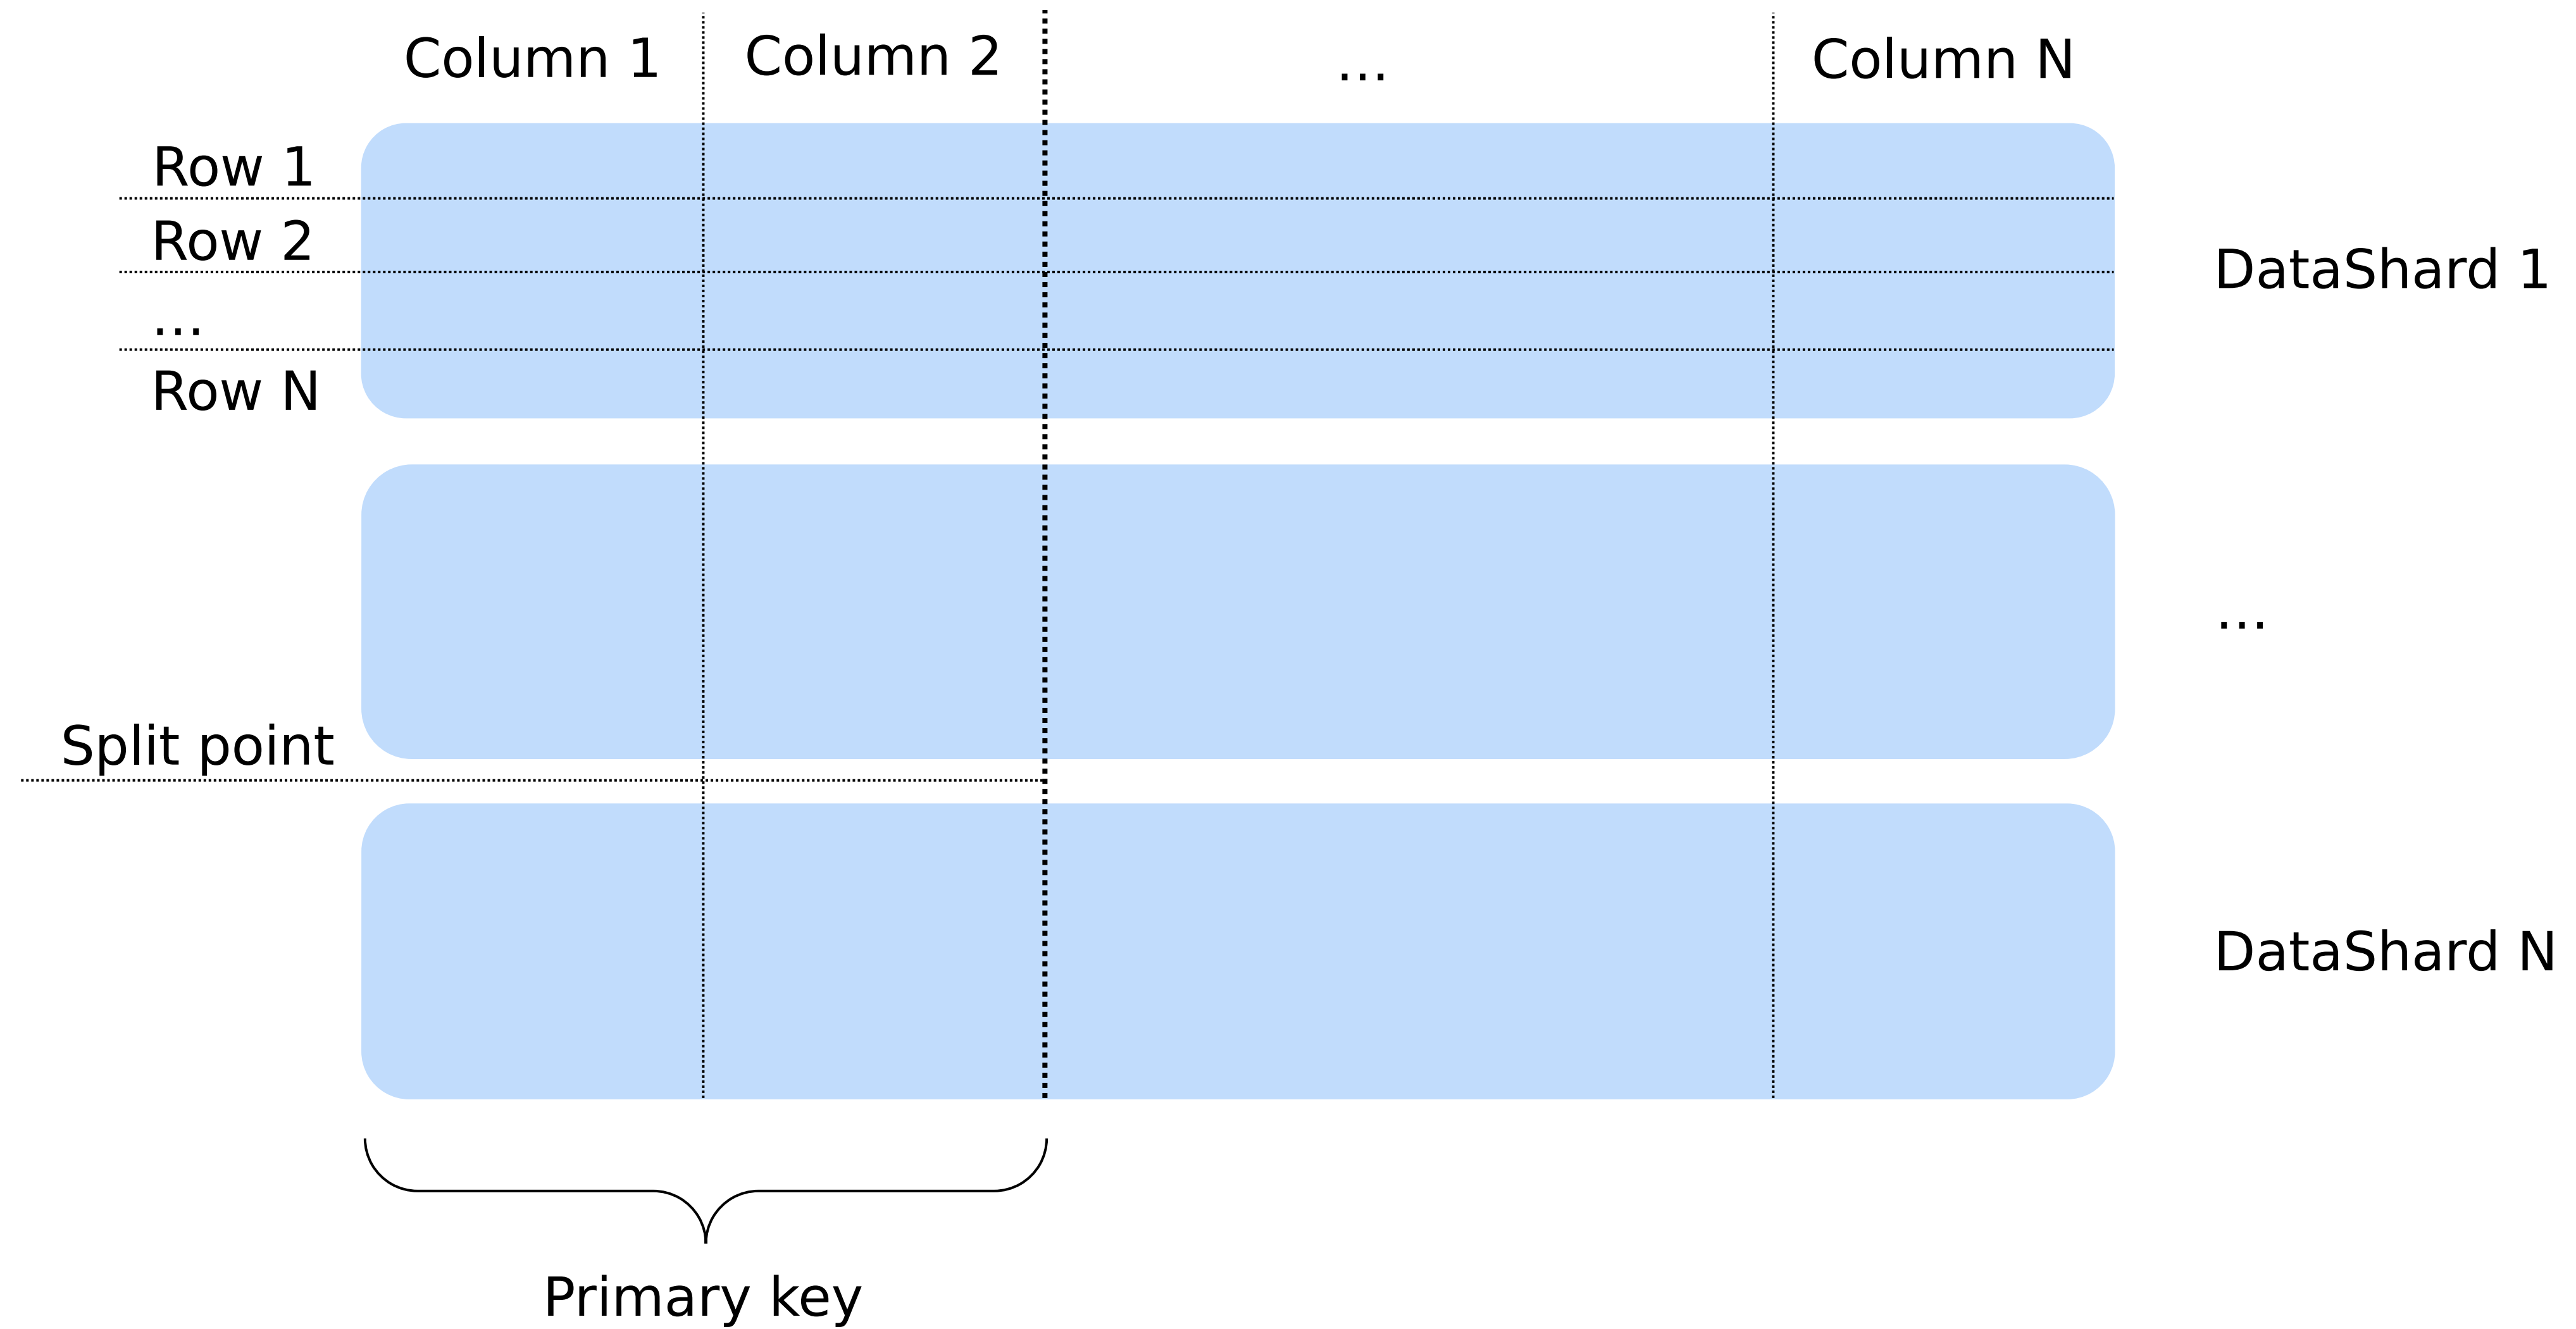 Column 1
Column 2
...
Column N
Row 1
Row 2
...
Row N
DataShard 1
...
Split point
DataShard N
Primary key